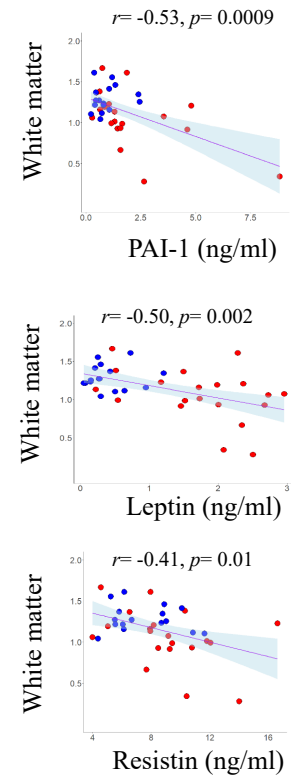 r= -0.53, p= 0.0009
White matter
2.0
1.5
1.0
0.5
0.0 2.5 5.0 7.5
PAI-1 (ng/ml)
r= -0.50, p= 0.002
White matter
2.0
1.5
1.0
0.5
0 1 2 3
Leptin (ng/ml)
r= -0.41, p= 0.01
White matter
2.0
1.5
1.0
0.5
4 8 12 16
Resistin (ng/ml)